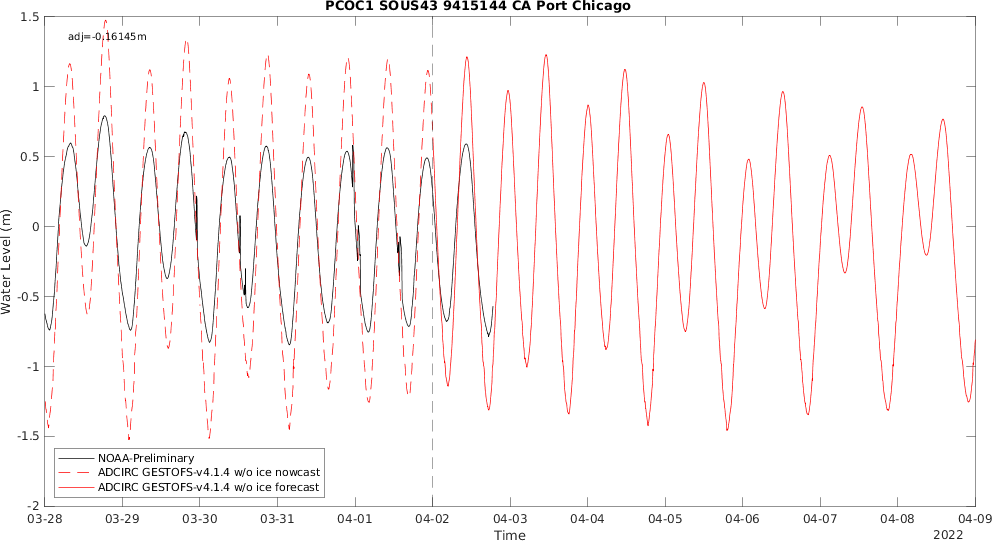 PCOC1 SOUS43 9415144 CA Port Chicago
adj=-0.16145m
1.5
1
0.5
0
-0.5
-1
-1.5
-2
Water Level (m)
NOAA-Preliminary
ADCIRC GESTOFS-v4.1.4 w/o ice nowcast
ADCIRC GESTOFS-v4.1.4 w/o ice forecast
03-28 03-29 03-30 03-31 04-01 04-02 04-03 04-04 04-05 04-06 04-07 04-08 04-09
Time
2022